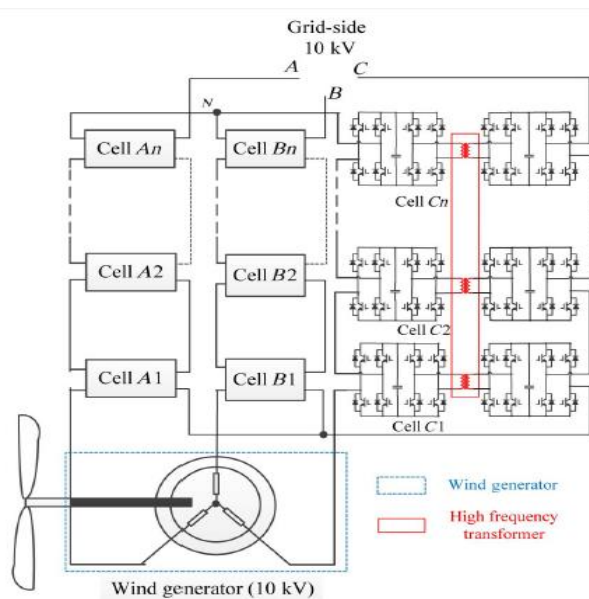 Grid-side
10 kV
A
C
B
N
Cell An
Cell Bn
Cell Cn
Cell A2
Cell B2
Cell C2
Cell A1
Cell B1
Cell C1
Wind generator
High frequency
transformer
Wind generator (10 kV)